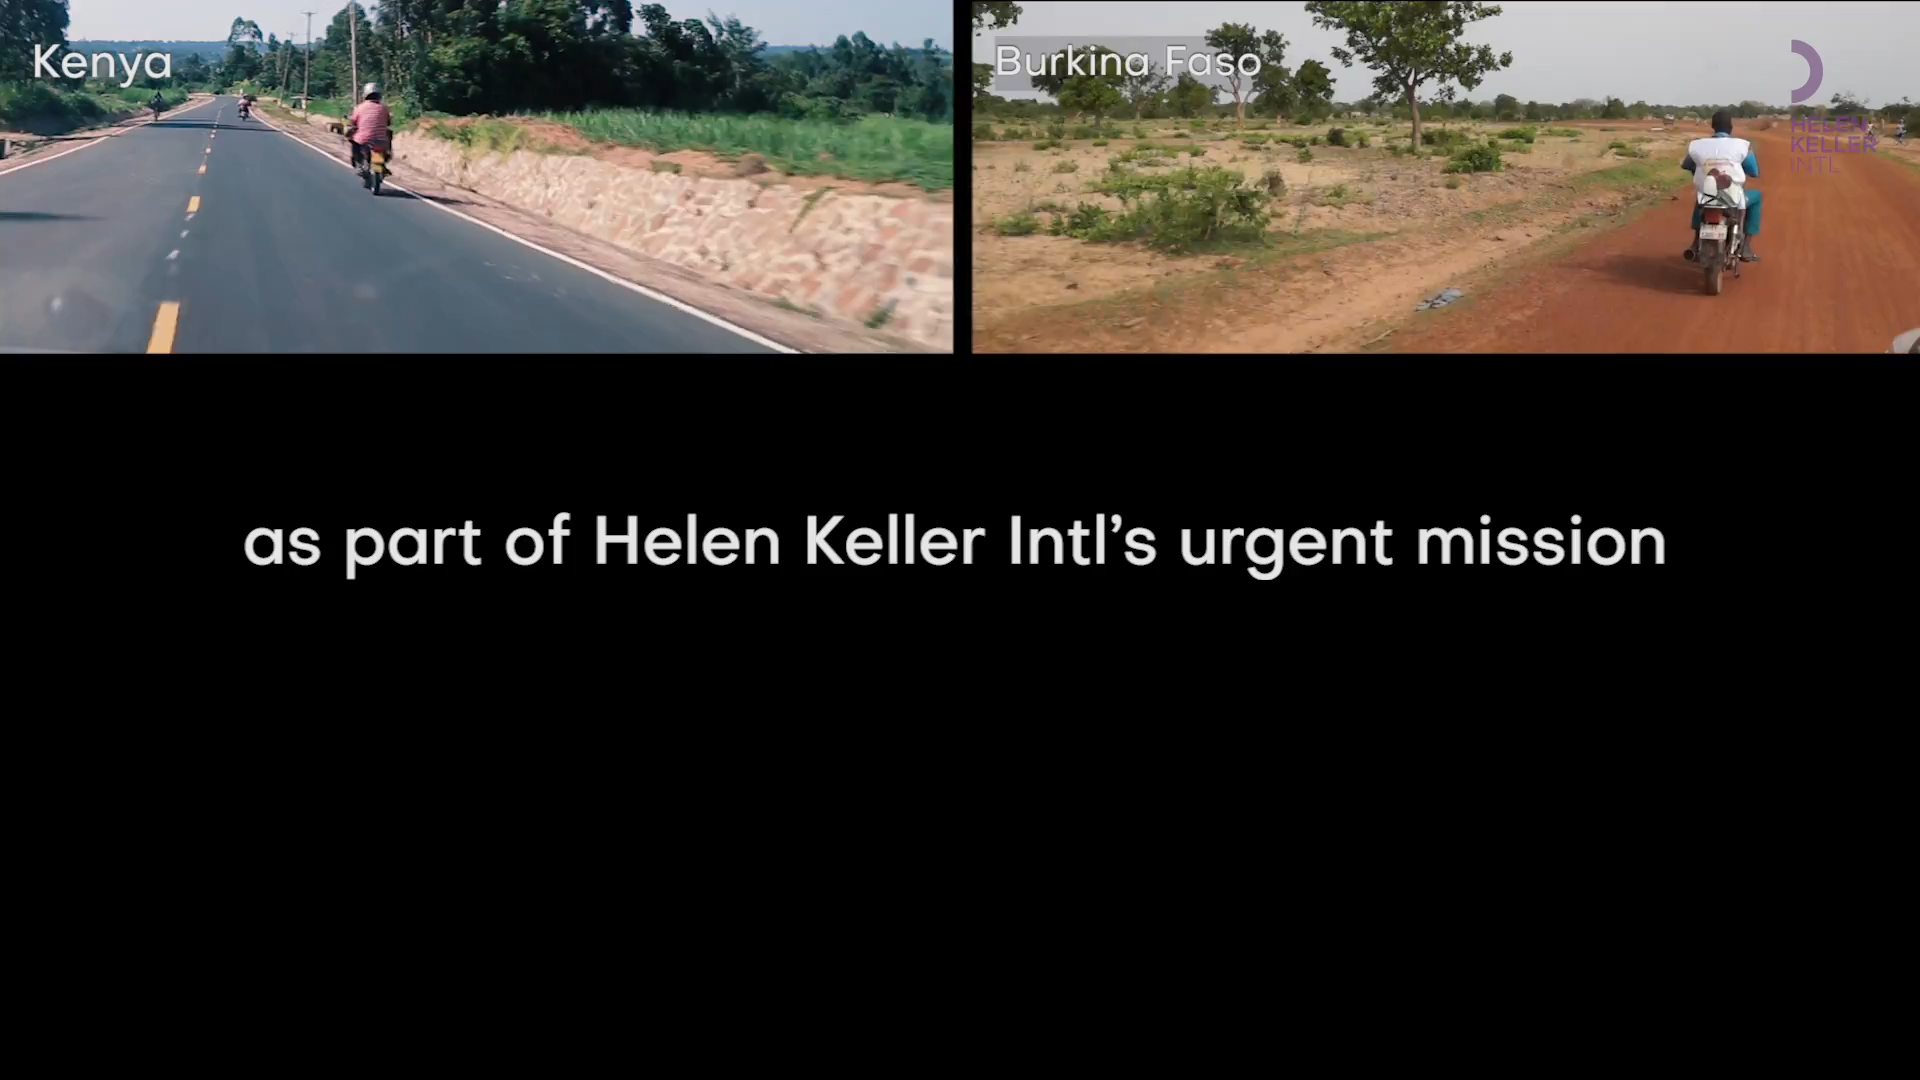 Kenya
Burkina Faso
HELEN
KELLER
INTL
as part of Helen Keller Intl’s urgent mission